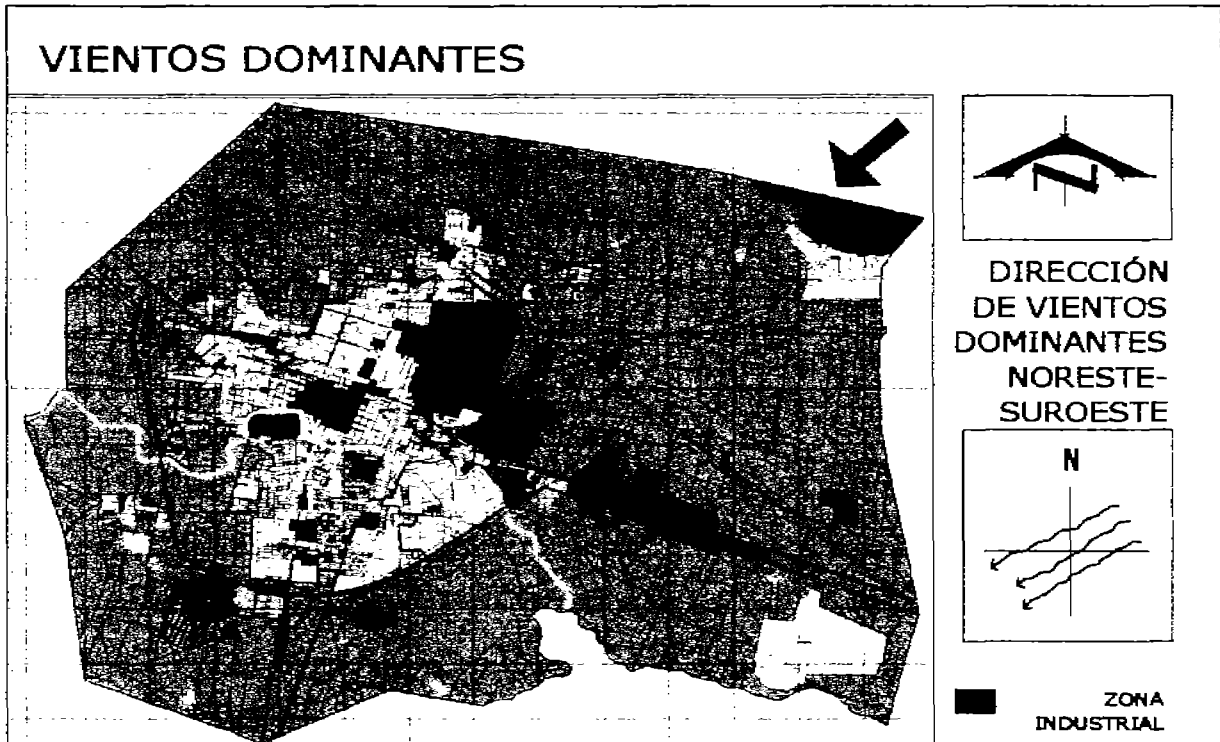 VIENTOS DOMINANTES
DIRECCIÓN
DE VIENTOS
DOMINANTES
NORESTE-
SUROESTE
N
ZONA
INDUSTRIAL